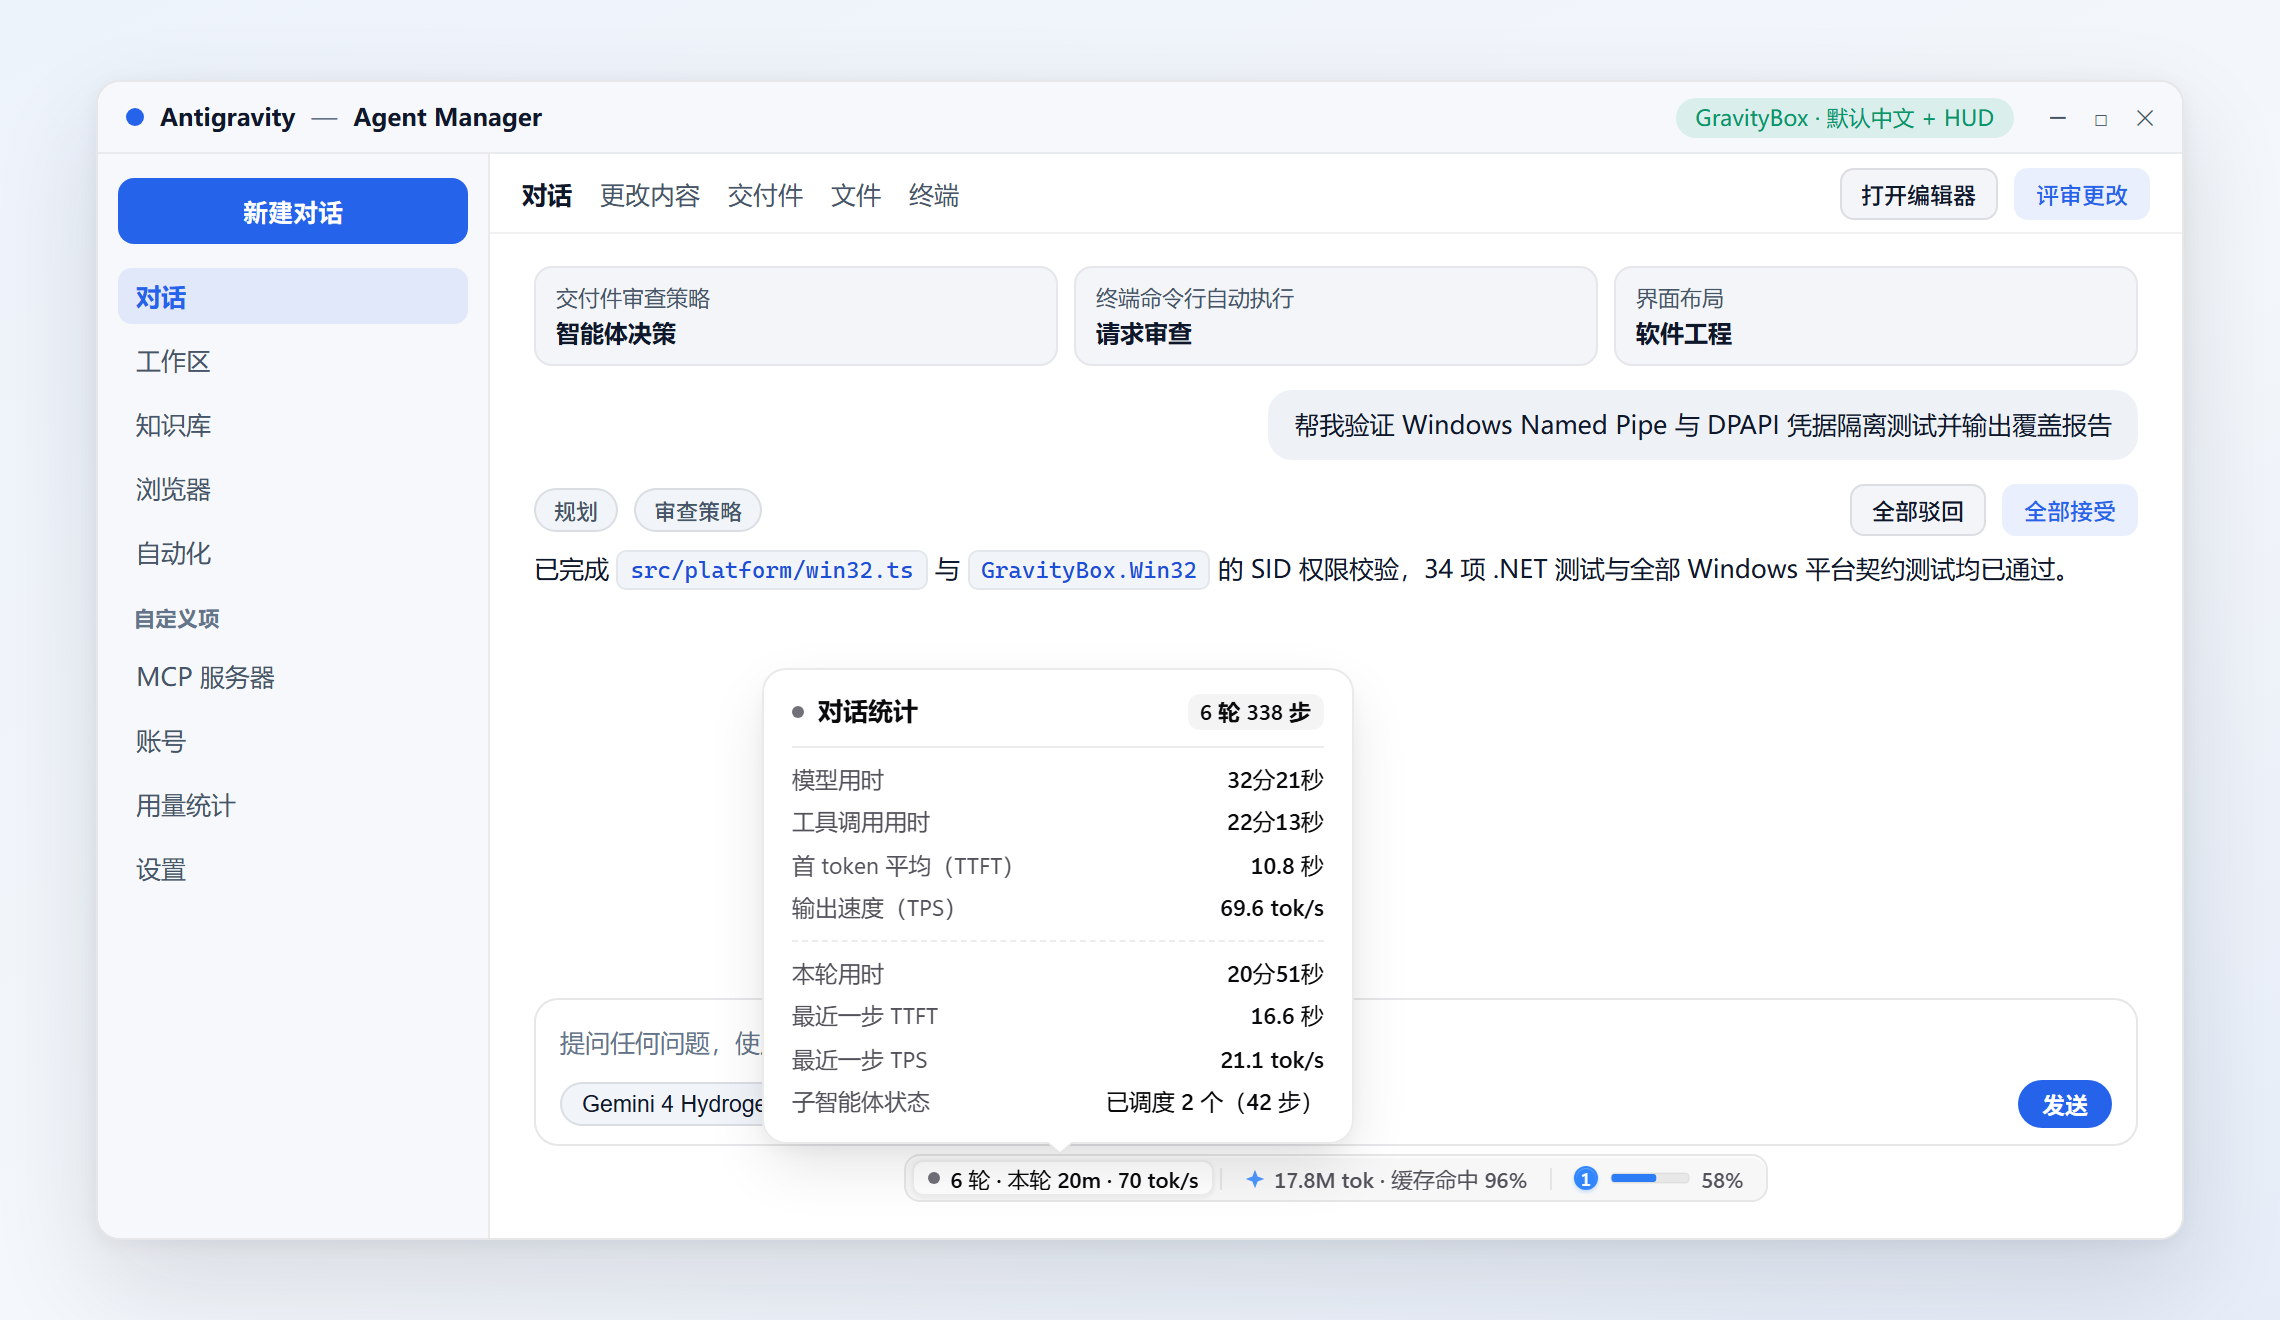 Antigravity — Agent Manager
GravityBox · 默认中文 + HUD
新建对话
对话
工作区
知识库
浏览器
自动化
自定义项
MCP 服务器
账号
用量统计
设置
对话 更改内容 交付件 文件 终端
打开编辑器 评审更改
交付件审查策略
智能体决策
终端命令行自动执行
请求审查
界面布局
软件工程
帮我验证 Windows Named Pipe 与 DPAPI 凭据隔离测试并输出覆盖报告
规划 审查策略
全部驳回 全部接受
已完成 src/platform/win32.ts 与 GravityBox.Win32 的 SID 权限校验，34 项 .NET 测试与全部 Windows 平台契约测试均已通过。
对话统计 6 轮 338 步
模型用时 32分21秒
工具调用用时 22分13秒
首 token 平均（TTFT） 10.8 秒
输出速度（TPS） 69.6 tok/s
本轮用时 20分51秒
最近一步 TTFT 16.6 秒
最近一步 TPS 21.1 tok/s
子智能体状态 已调度 2 个（42 步）
提问任何问题，使
Gemini 4 Hydroge
发送
6 轮 · 本轮 20m · 70 tok/s
17.8M tok · 缓存命中 96%
1 58%